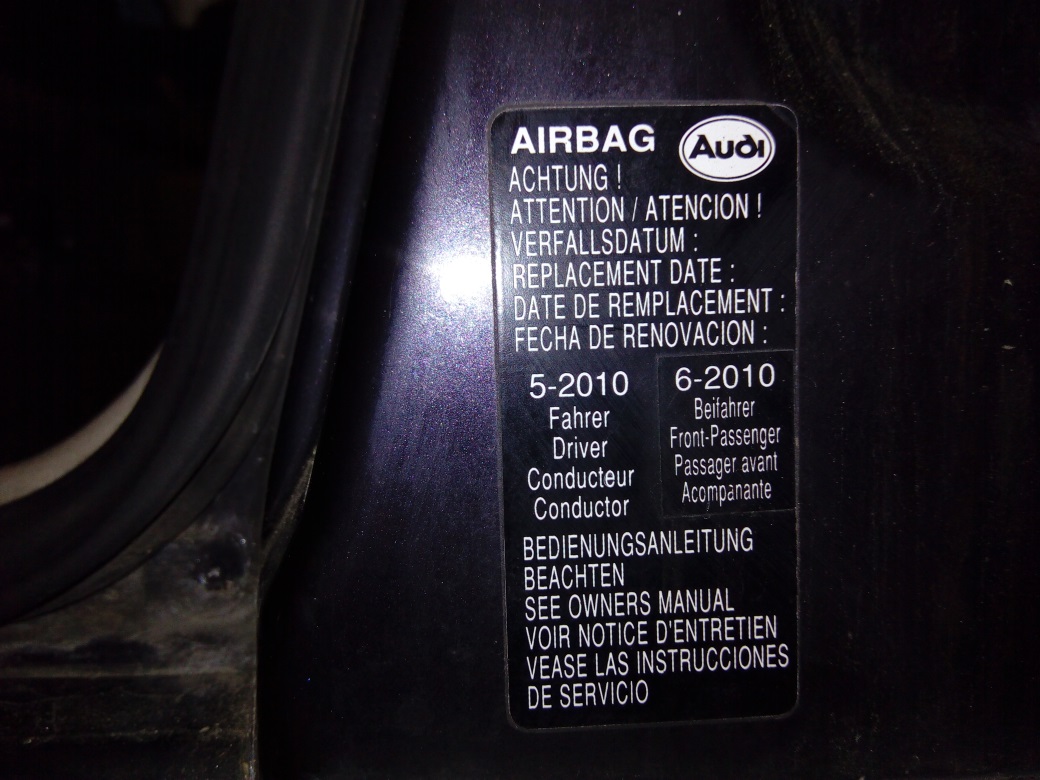 AIRBAG Audi
ACHTUNG !
ATTENTION / ATENCION !
VERFALLSDATUM :
REPLACEMENT DATE :
DATE DE REMPLACEMENT :
FECHA DE RENOVACION :
5-2010
Fahrer
Driver
Conducteur
Conductor
6-2010
Beifahrer
Front-Passenger
Passager avant
Acompanante
BEDIENUNGSANLEITUNG
BEACHTEN
SEE OWNERS MANUAL
VOIR NOTICE D'ENTRETIEN
VEASE LAS INSTRUCCIONES
DE SERVICIO